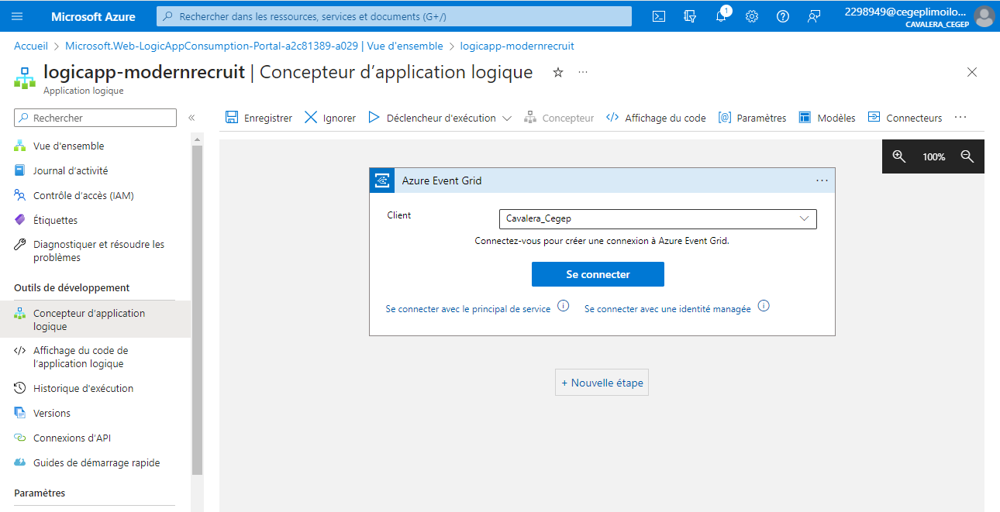 Microsoft Azure
Rechercher dans les ressources, services et documents (G+/)
1
2298949@cegeplimoilo...
CAVALERA_CEGEP
Accueil > Microsoft.Web-LogicAppConsumption-Portal-a2c81389-a029 | Vue d'ensemble > logicapp-modernrecruit
logicapp-modernrecruit | Concepteur d'application logique
Application logique
Rechercher
«
Enregistrer
Ignorer
Déclencheur d'exécution
Concepteur
Affichage du code
Paramètres
Modèles
Connecteurs
...
Vue d'ensemble
Journal d'activité
Contrôle d'accès (IAM)
Étiquettes
Diagnostiquer et résoudre les
problèmes
Outils de développement
Concepteur d'application
logique
Affichage du code de
l'application logique
Historique d'exécution
Versions
Connexions d'API
Guides de démarrage rapide
Paramètres
100%
Azure Event Grid
...
Client
Cavalera_Cegep
Connectez-vous pour créer une connexion à Azure Event Grid.
Se connecter
Se connecter avec le principal de service
Se connecter avec une identité managée
+ Nouvelle étape